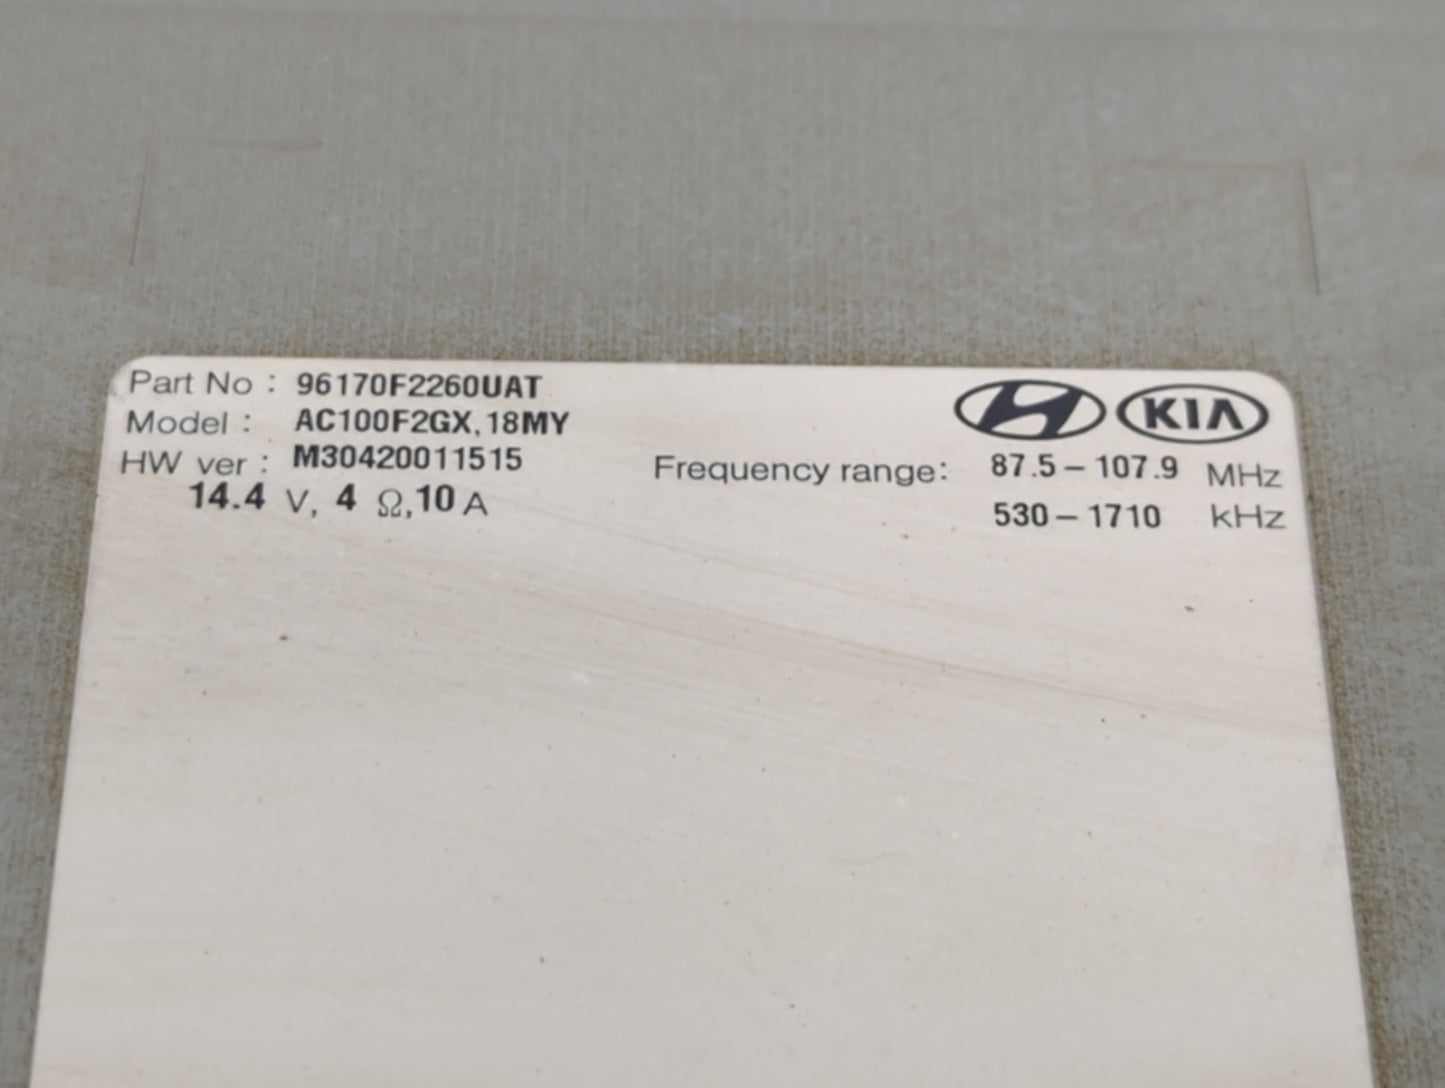 Part No : 96170F2260UAT
Model : AC100F2GX, 18MY
KIA
HW ver : M30420011515
Frequency range: 87.5 – 107.9 MHz
14.4 V, 4 Ω, 10 A
530 – 1710 kHz